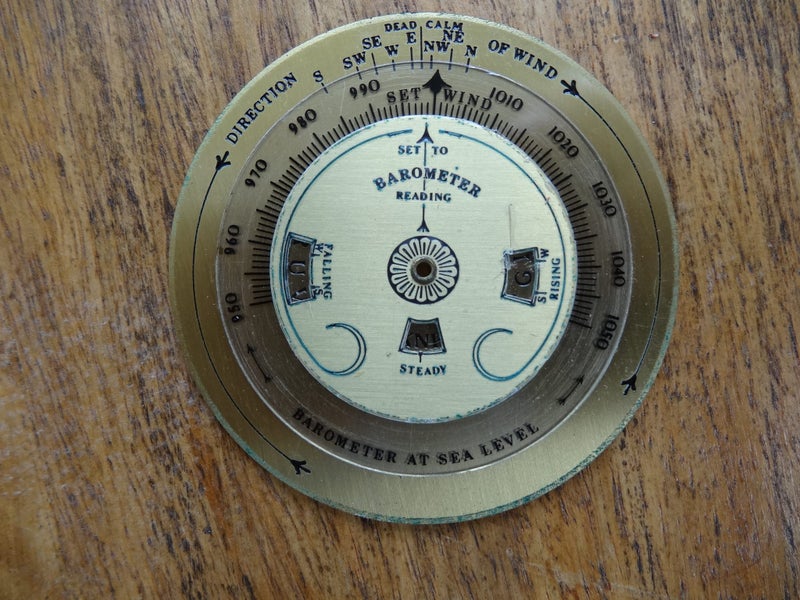 DEAD CALM
DIRECTION S SW SE W E NW NE N OF WIND
950 960 970 980 990 SET WIND 1010 1020 1030 1040 1050
SET TO
BAROMETER
READING
FALLING
W
S
W
S
RISING
N
STEADY
BAROMETER AT SEA LEVEL